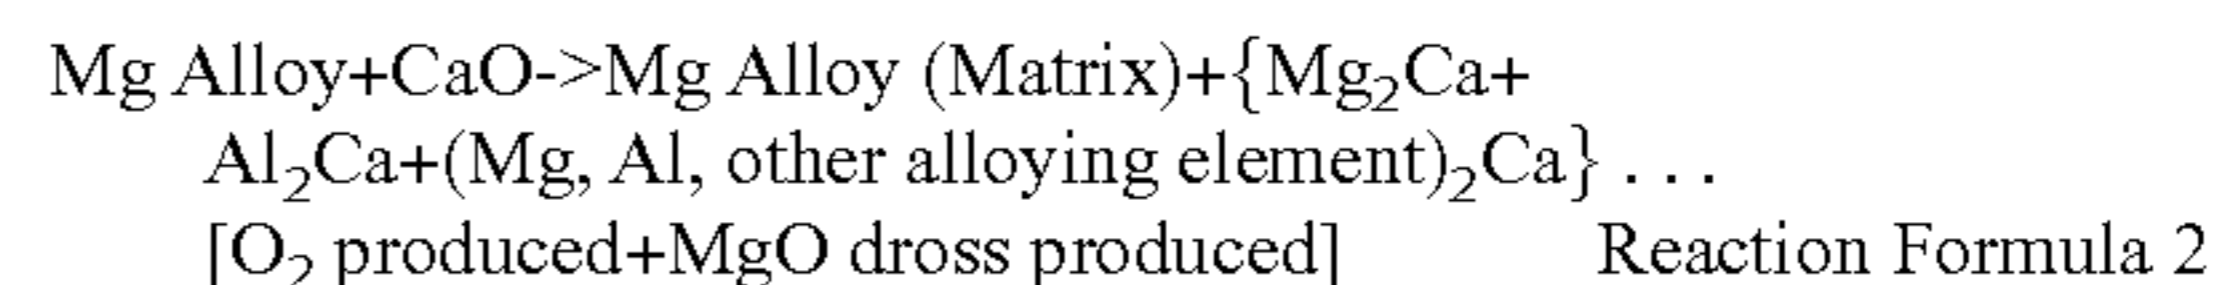 Mg Alloy+CaO->Mg Alloy (Matrix)+{Mg₂Ca+
Al₂Ca+(Mg, Al, other alloying element)₂Ca} . . .
[O₂ produced+MgO dross produced] Reaction Formula 2